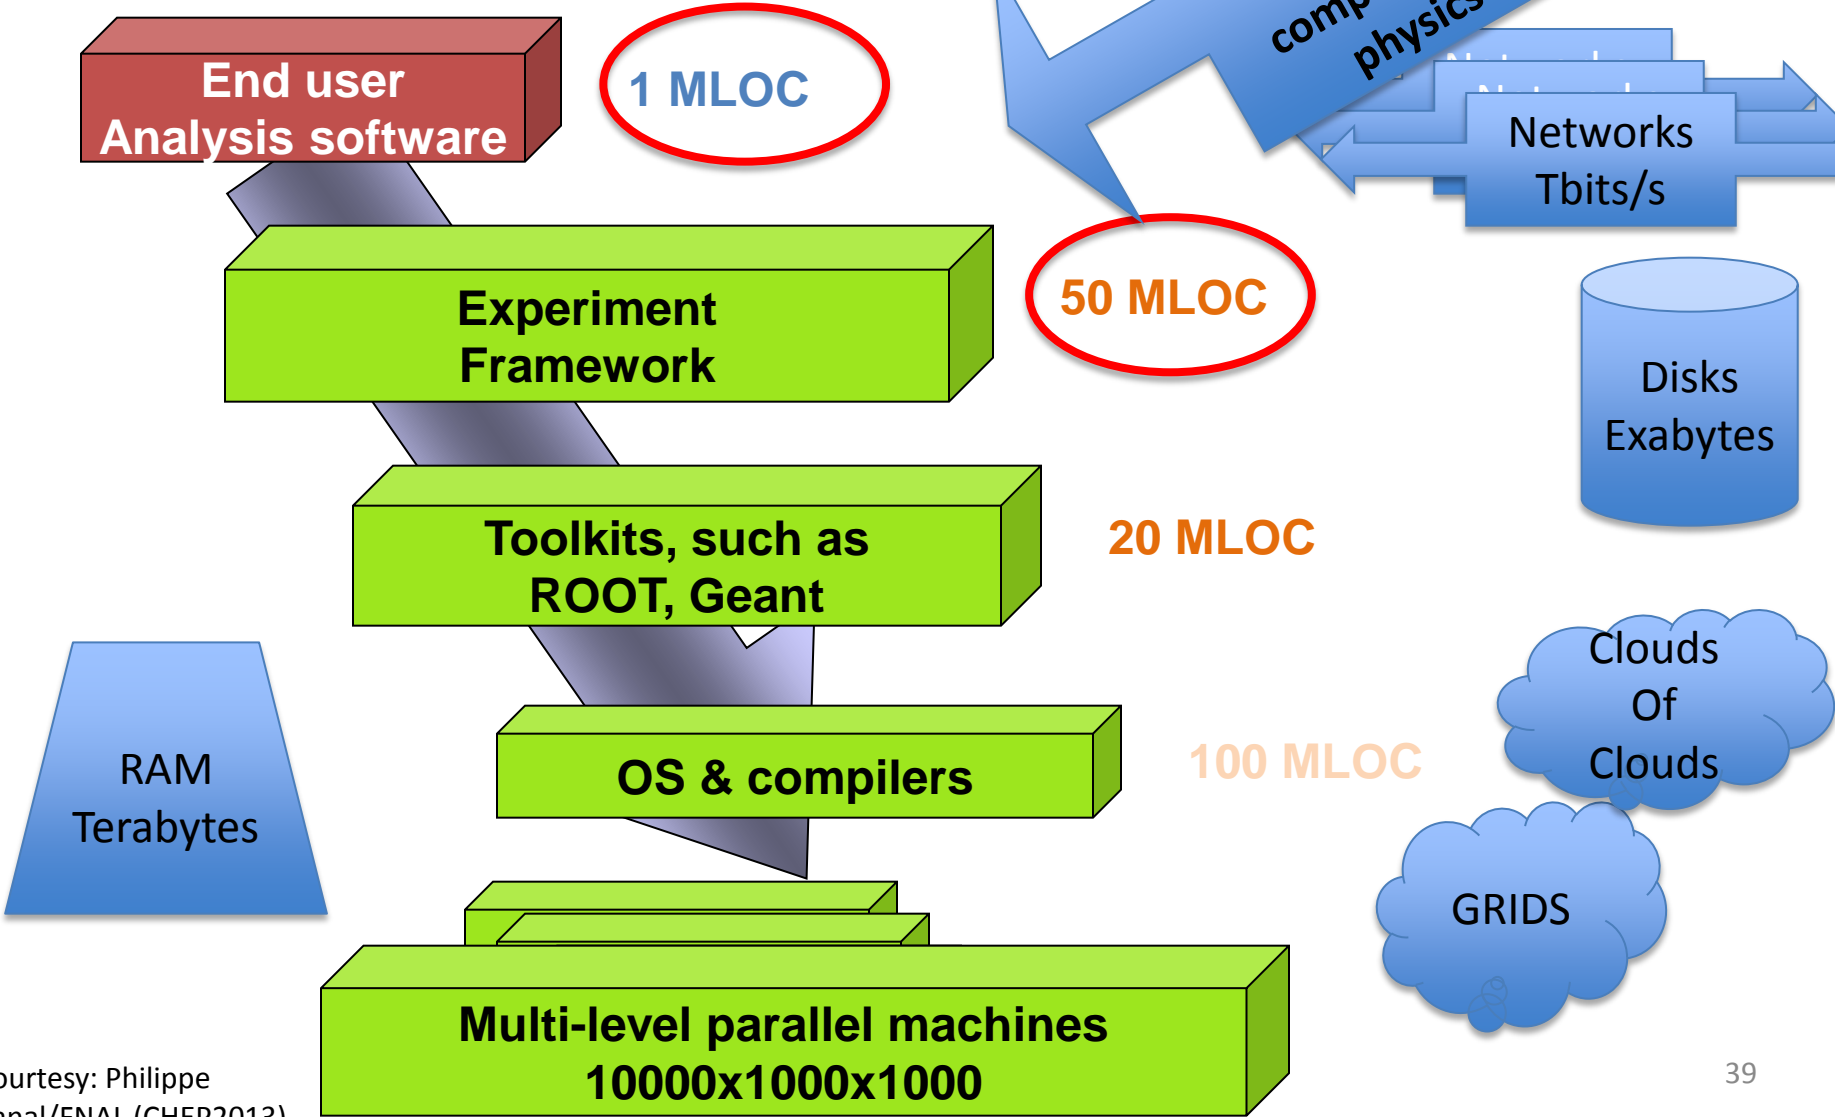 End user
Analysis software
1 MLOC
physics
Networks
Tbits/s
Experiment
Framework
50 MLOC
Disks
Exabytes
Toolkits, such as
ROOT, Geant
20 MLOC
Clouds
Of
Clouds
RAM
Terabytes
OS & compilers
100 MLOC
GRIDS
Multi-level parallel machines
10000x1000x1000
Philippe
(CHEP2013)
39